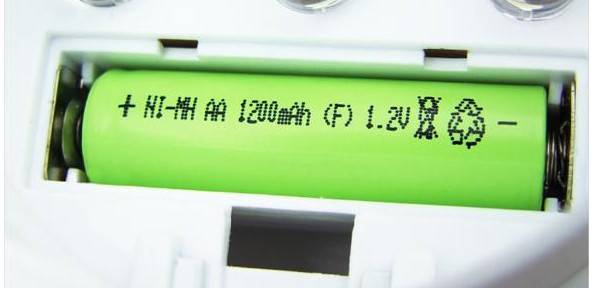 + NI-MH AA 1200mAh (F) 1.2V -